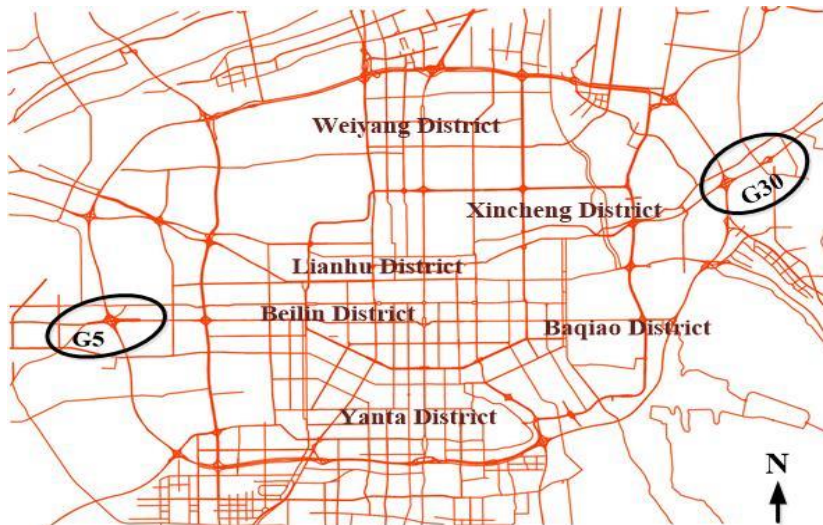 Weiyang District
G30
Xincheng District
Lianhu District
Beilin District
Baqiao District
G5
Yanta District
N